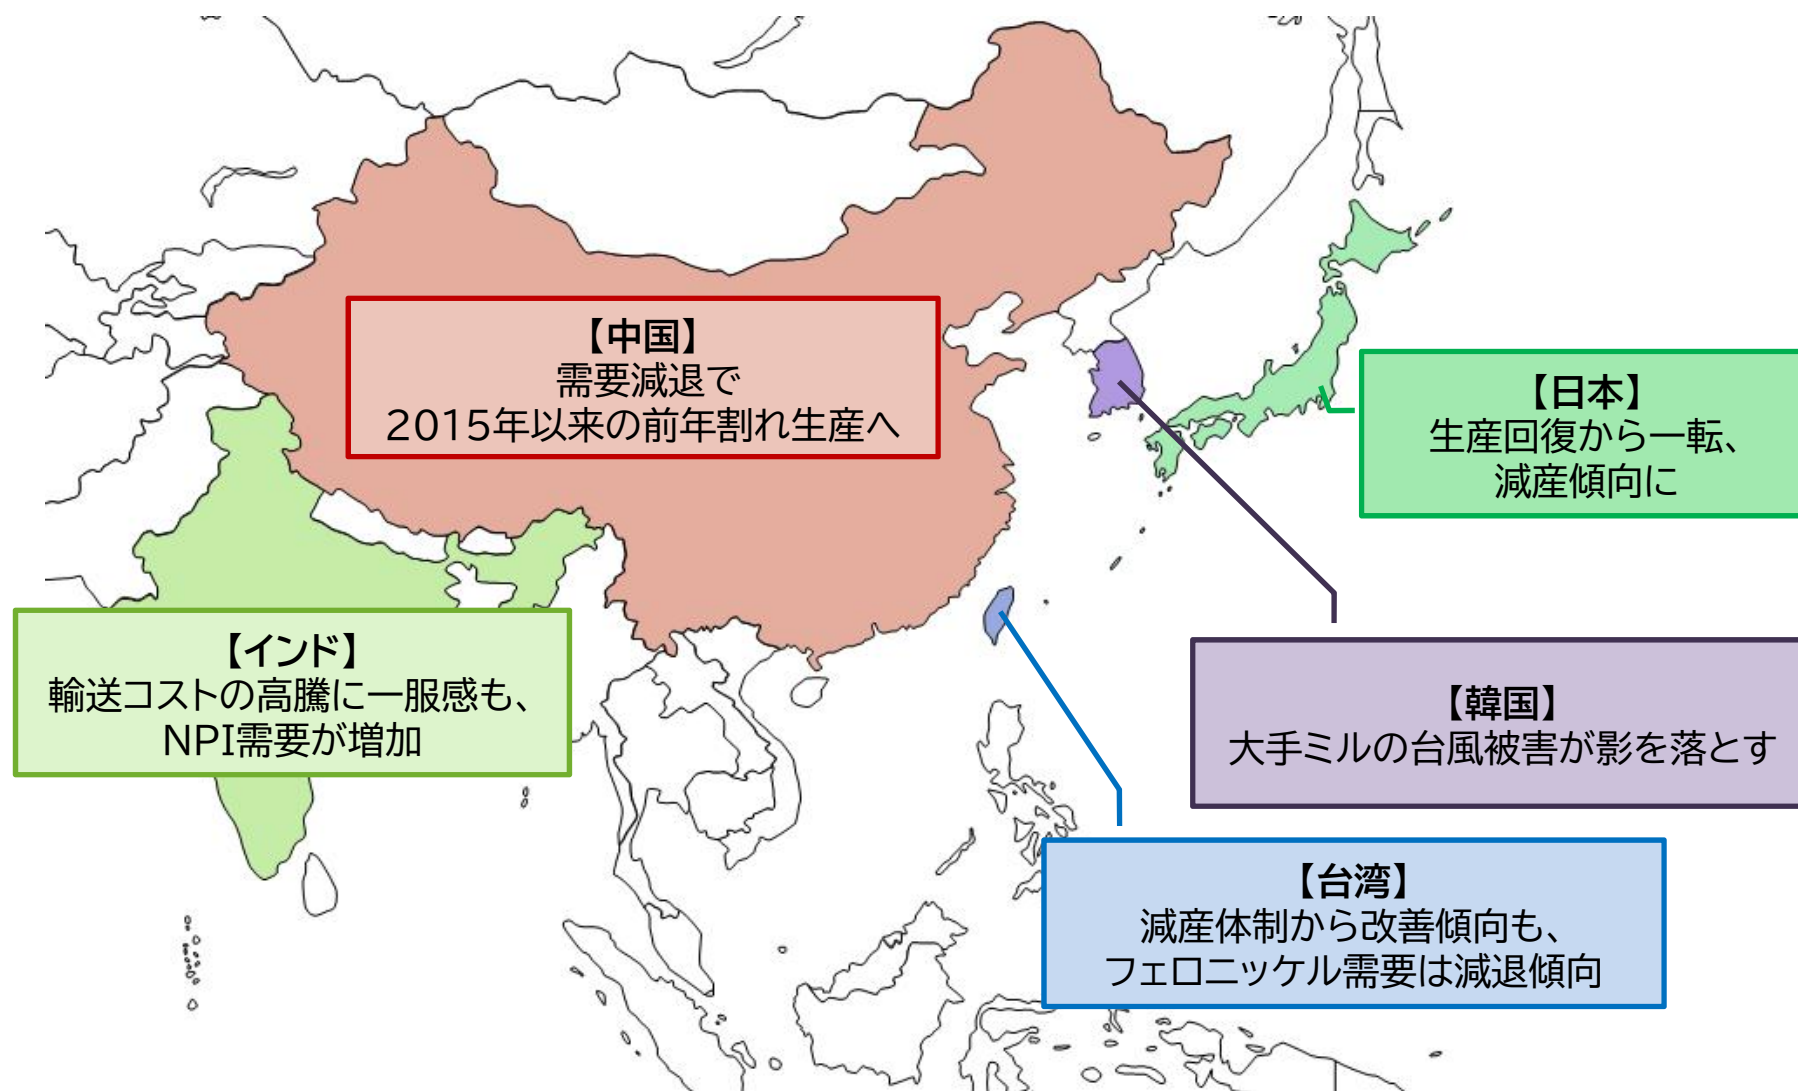 【中国】
需要減退で
2015年以来の前年割れ生産へ
【日本】
生産回復から一転、
減産傾向に
【インド】
輸送コストの高騰に一服感も、
NPI需要が増加
【韓国】
大手ミルの台風被害が影を落とす
【台湾】
減産体制から改善傾向も、
フェロニッケル需要は減退傾向